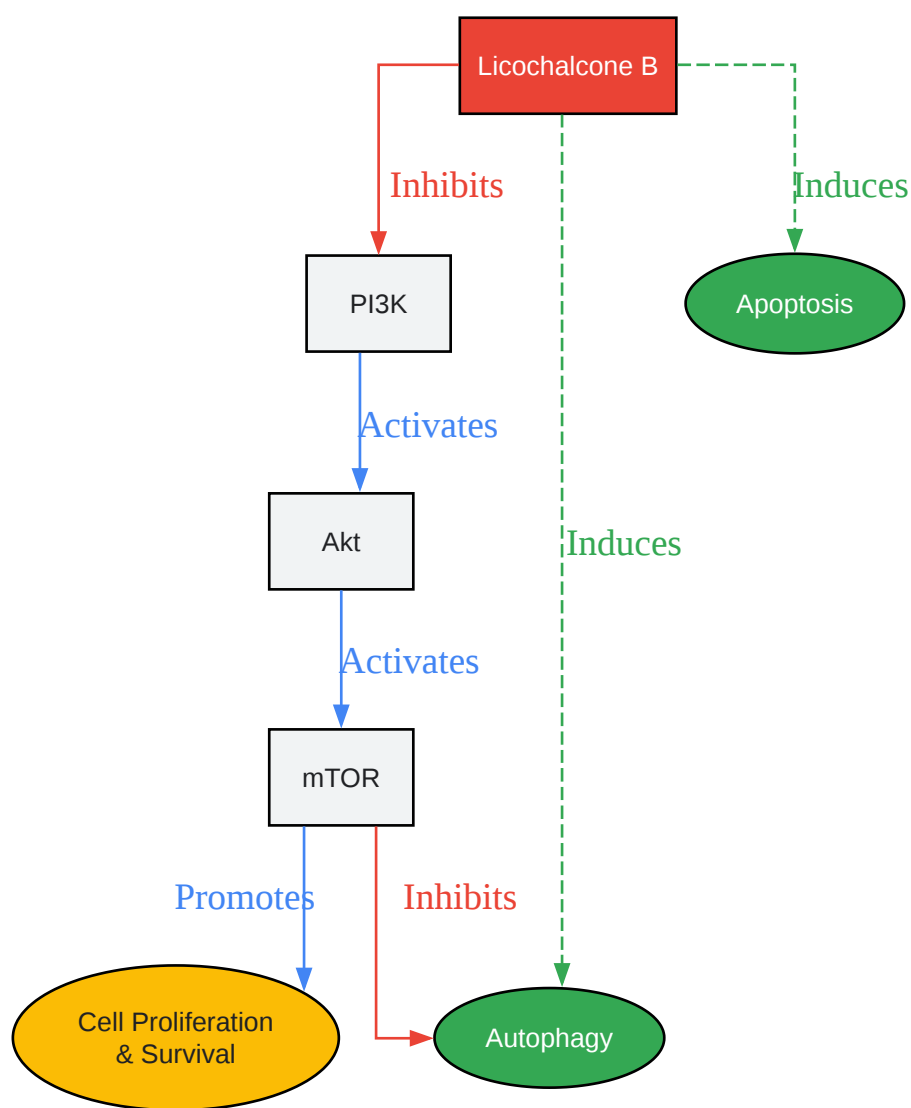 Licochalcone B
Inhibits
Induces
PI3K
Apoptosis
Activates
Akt
Induces
Activates
mTOR
Promotes
Inhibits
Cell Proliferation
& Survival
Autophagy